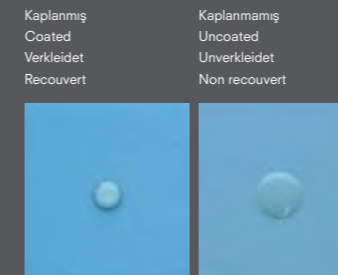 Kaplanmış
Coated
Verkleidet
Recouvert
Kaplanmamış
Uncoated
Unverkleidet
Non recouvert